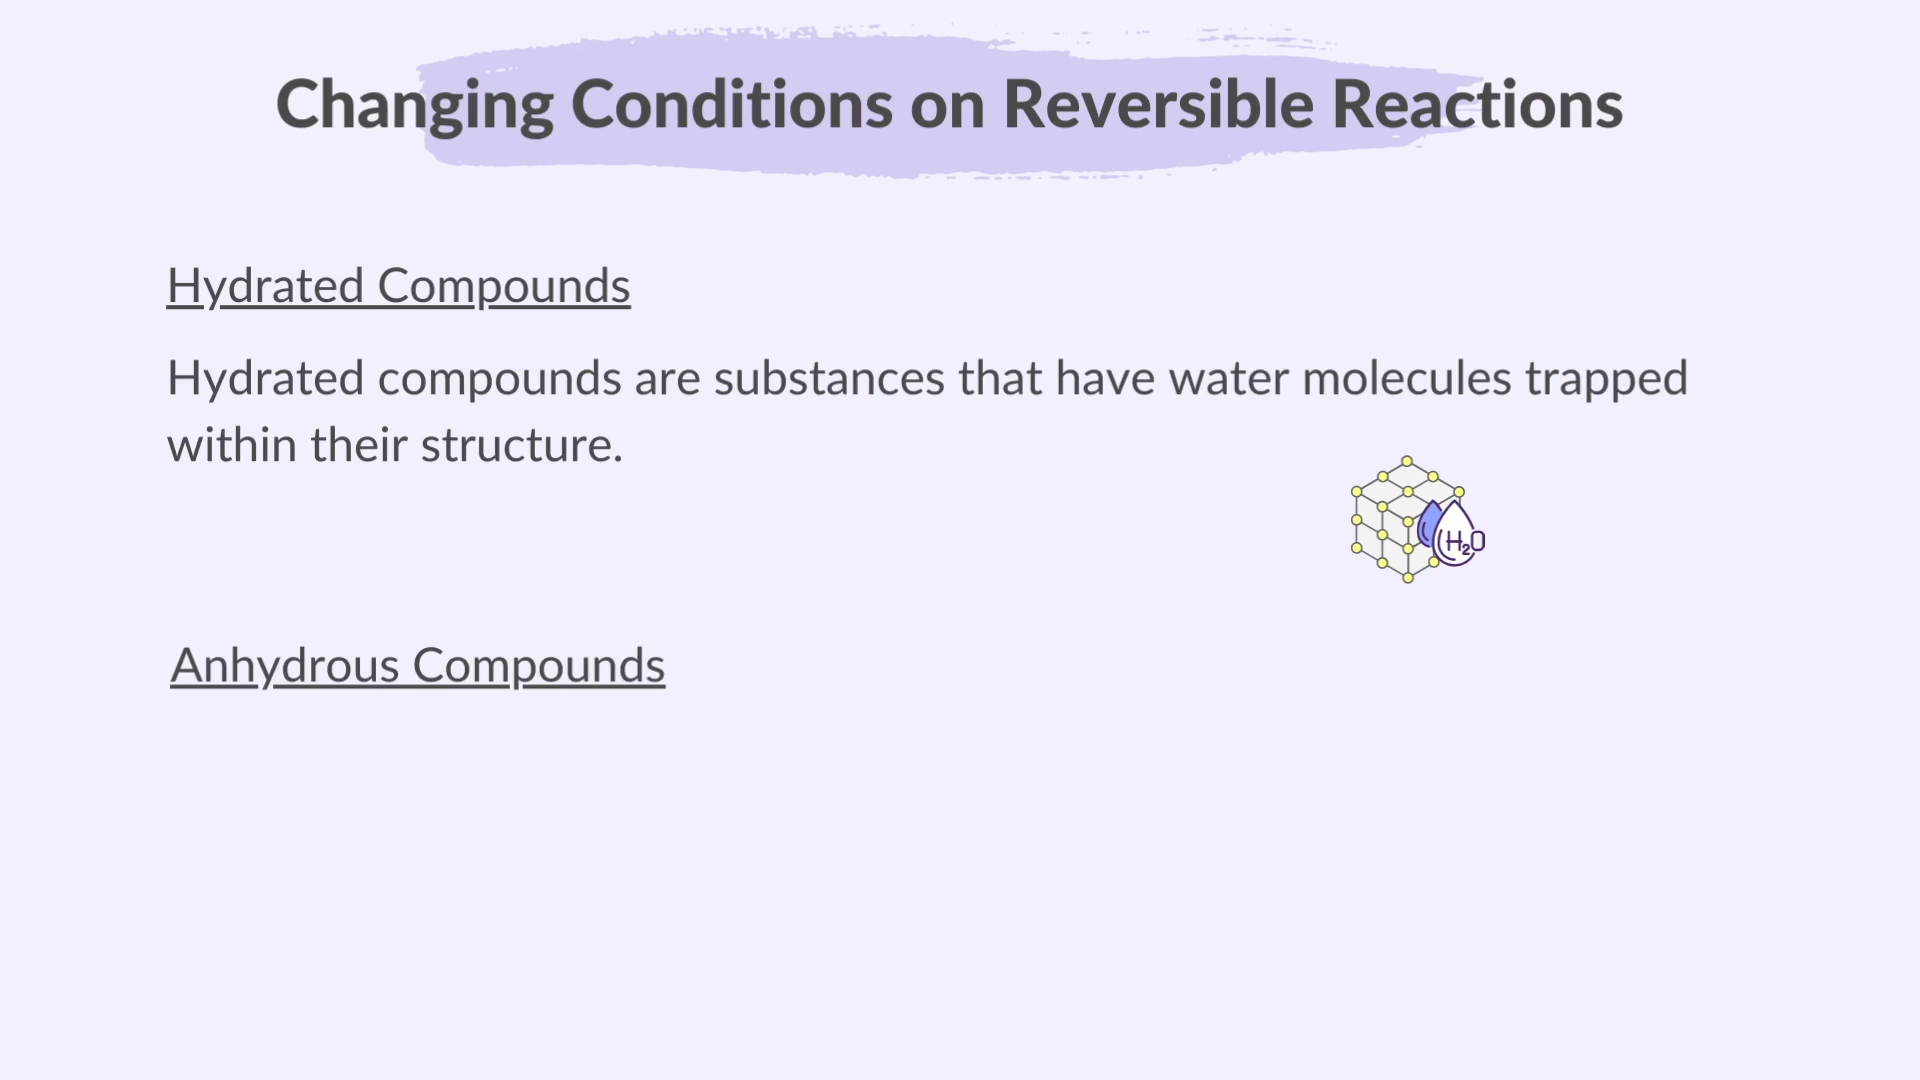 Changing Conditions on Reversible Reactions
Hydrated Compounds
Hydrated compounds are substances that have water molecules trapped
within their structure.
H₂O
Anhydrous Compounds